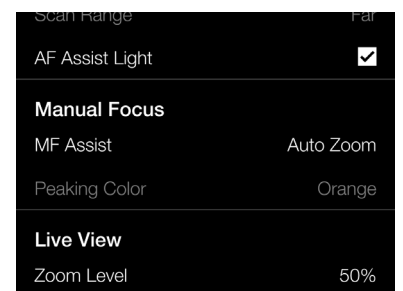 Scan Range Far
AF Assist Light
Manual Focus
MF Assist Auto Zoom
Peaking Color Orange
Live View
Zoom Level 50%